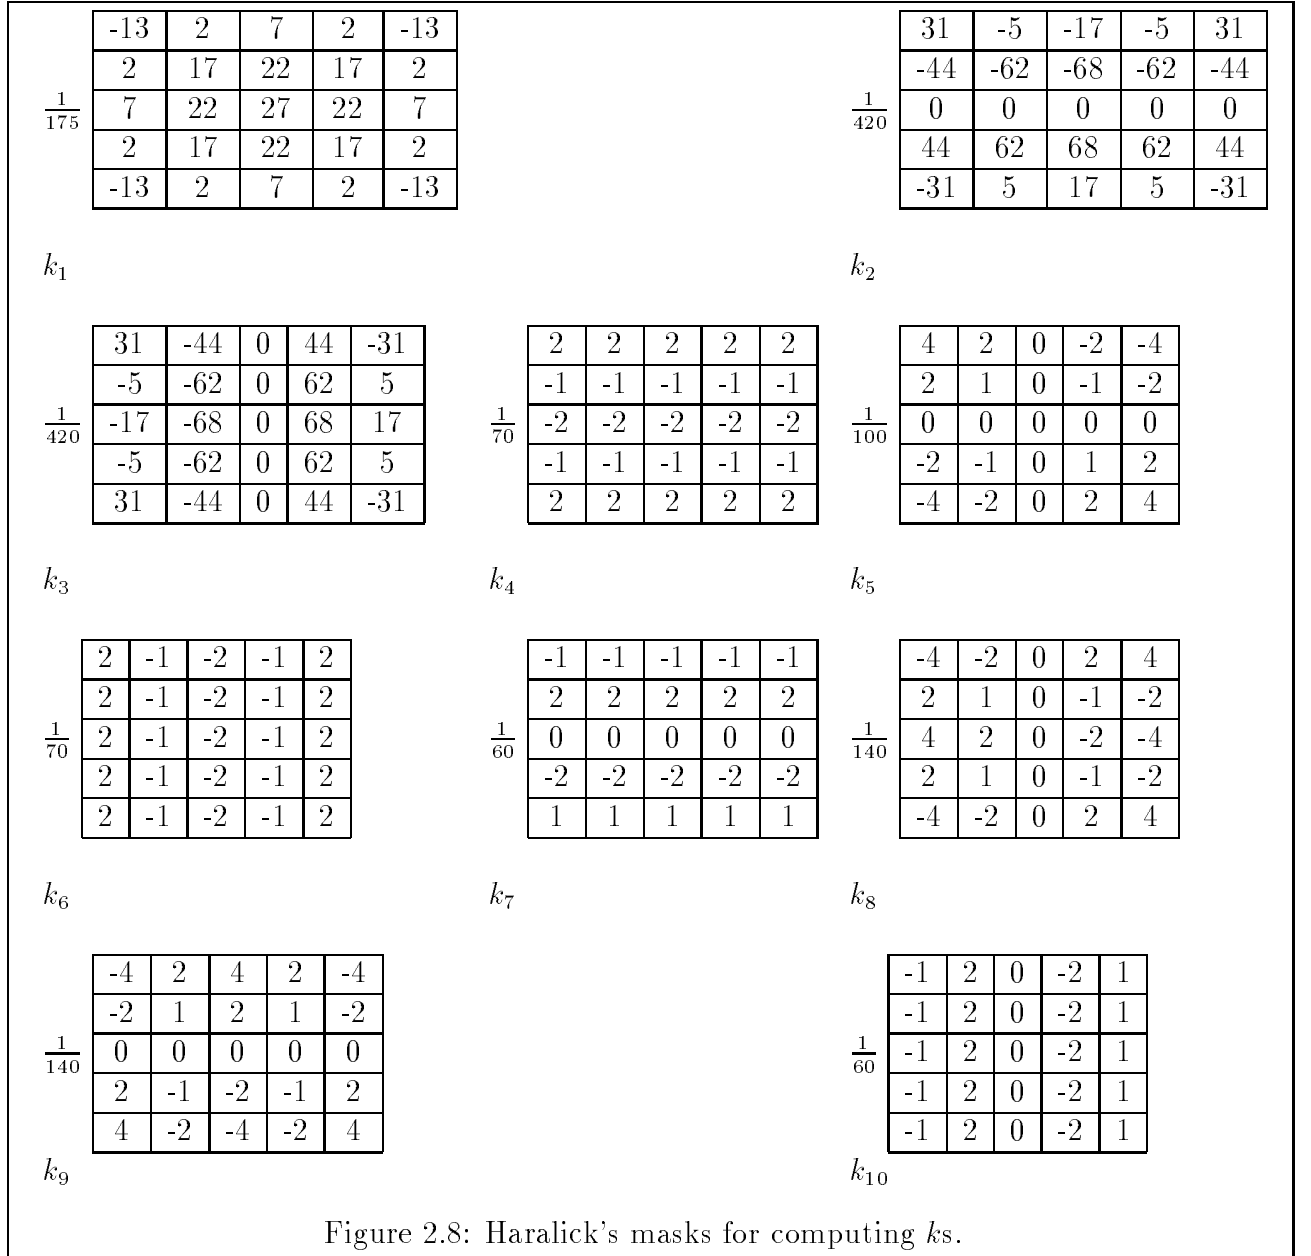 -13 2 7 2 -13
2 17 22 17 2
1/175 7 22 27 22 7
2 17 22 17 2
-13 2 7 2 -13
k₁
31 -5 -17 -5 31
-44 -62 -68 -62 -44
1/420 0 0 0 0 0
44 62 68 62 44
-31 5 17 5 -31
k₂
31 -44 0 44 -31
-5 -62 0 62 5
1/420 -17 -68 0 68 17
-5 -62 0 62 5
31 -44 0 44 -31
k₃
2 2 2 2 2
-1 -1 -1 -1 -1
1/70 -2 -2 -2 -2 -2
-1 -1 -1 -1 -1
2 2 2 2 2
k₄
4 2 0 -2 -4
2 1 0 -1 -2
1/100 0 0 0 0 0
-2 -1 0 1 2
-4 -2 0 2 4
k₅
2 -1 -2 -1 2
2 -1 -2 -1 2
1/70 2 -1 -2 -1 2
2 -1 -2 -1 2
2 -1 -2 -1 2
k₆
-1 -1 -1 -1 -1
2 2 2 2 2
1/60 0 0 0 0 0
-2 -2 -2 -2 -2
1 1 1 1 1
k₇
-4 -2 0 2 4
2 1 0 -1 -2
1/140 4 2 0 -2 -4
2 1 0 -1 -2
-4 -2 0 2 4
k₈
-4 2 4 2 -4
-2 1 2 1 -2
1/140 0 0 0 0 0
2 -1 -2 -1 2
4 -2 -4 -2 4
k₉
-1 2 0 -2 1
-1 2 0 -2 1
1/60 -1 2 0 -2 1
-1 2 0 -2 1
-1 2 0 -2 1
k₁₀
Figure 2.8: Haralick's masks for computing ks.